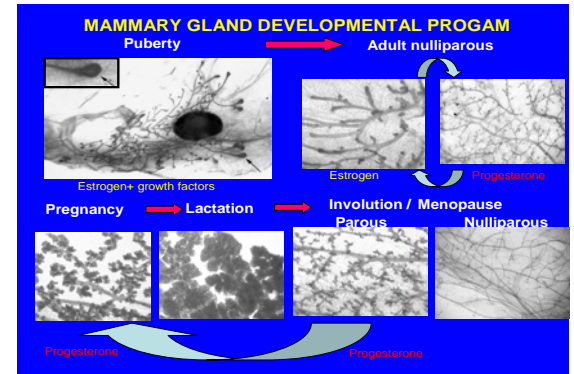 MAMMARY GLAND DEVELOPMENTAL PROGAM
Puberty
Adult nulliparous
Estrogen+ growth factors
Estrogen
Progesterone
Pregnancy
Lactation
Involution / Menopause
Parous
Nulliparous
Progesterone
Progesterone